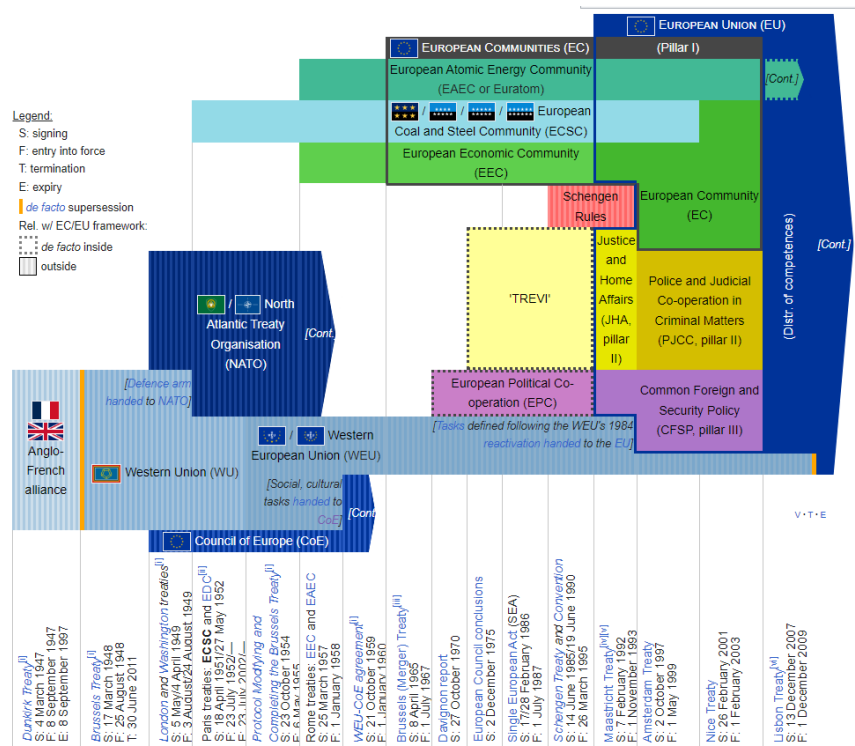 EUROPEAN UNION (EU)
EUROPEAN COMMUNITIES (EC)
(Pillar I)
European Atomic Energy Community
(EAEC or Euratom)
[Cont.]
/ / / European
Coal and Steel Community (ECSC)
European Economic Community
(EEC)
Legend:
S: signing
F: entry into force
T: termination
E: expiry
de facto supersession
Rel. w/ EC/EU framework:
de facto inside
outside
Schengen
Rules
European Community
(EC)
[Cont.]
(Distr. of competences)
/ North
Atlantic Treaty
Organisation
(NATO)
[Cont.]
'TREVI'
Justice
and
Home
Affairs
(JHA,
pillar
II)
Police and Judicial
Co-operation in
Criminal Matters
(PJCC, pillar II)
[Defence arm
handed to NATO]
European Political Co-
operation (EPC)
Common Foreign and
Security Policy
(CFSP, pillar III)
Anglo-
French
alliance
Western Union (WU)
/ Western
European Union (WEU)
[Tasks defined following the WEU's 1984
reactivation handed to the EU]
[Social, cultural
tasks handed to
CoE]
[Cont.
Council of Europe (CoE)
V • T • E
Dunkirk Treaty[i]
S: 4 March 1947
F: 8 September 1947
E: 8 September 1997
Brussels Treaty[i]
S: 17 March 1948
F: 25 August 1948
T: 30 June 2011
London and Washington treaties[i]
S: 5 May/4 April 1949
F: 3 August/24 August 1949
Paris treaties: ECSC and EDC[ii]
S: 18 April 1951/27 May 1952
F: 23 July 1952/—
E: 23 July 2002/—
Protocol Modifying and
Completing the Brussels Treaty[i]
S: 23 October 1954
F: 6 May 1955
Rome treaties: EEC and EAEC
S: 25 March 1957
F: 1 January 1958
WEU-CoE agreement[i]
S: 21 October 1959
F: 1 January 1960
Brussels (Merger) Treaty[iii]
S: 8 April 1965
F: 1 July 1967
Davignon report
S: 27 October 1970
European Council conclusions
S: 2 December 1975
Single European Act (SEA)
S: 17/28 February 1986
F: 1 July 1987
Schengen Treaty and Convention
S: 14 June 1985/19 June 1990
F: 26 March 1995
Maastricht Treaty[iv][v]
S: 7 February 1992
F: 1 November 1993
Amsterdam Treaty
S: 2 October 1997
F: 1 May 1999
Nice Treaty
S: 26 February 2001
F: 1 February 2003
Lisbon Treaty[vi]
S: 13 December 2007
F: 1 December 2009